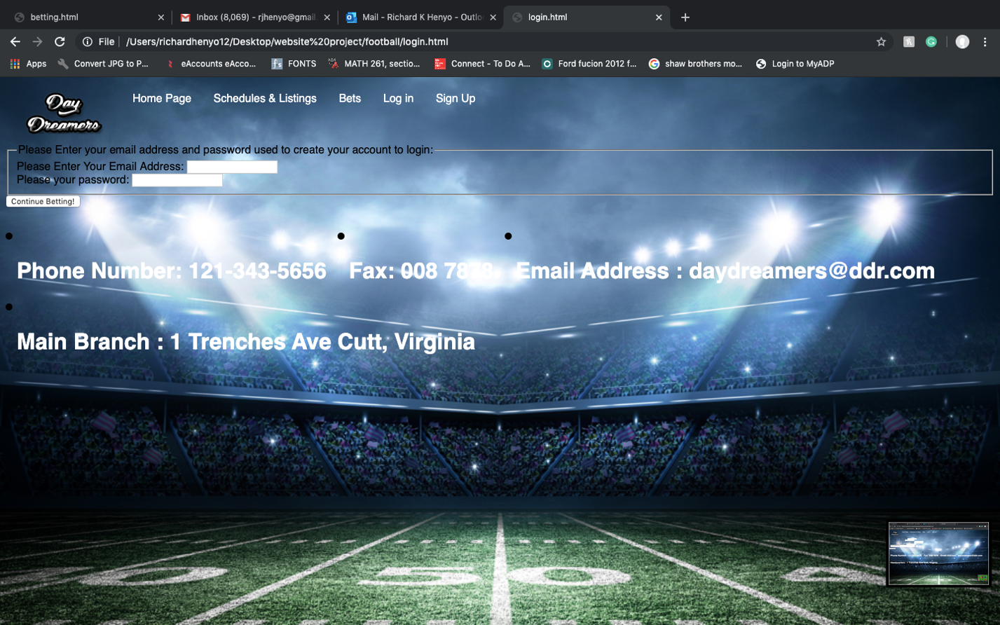 betting.html
Inbox (8,069) - rjhenyo@gmail.
Mail - Richard K Henyo - Outlo
login.html
File /Users/richardhenyo12/Desktop/website%20project/football/login.html
Apps Convert JPG to P... eAccounts eAcco... FONTS MATH 261, sectio... Connect - To Do A... Ford fucion 2012 f... shaw brothers mo... Login to MyADP
Day
Dreamers
Home Page Schedules & Listings Bets Log in Sign Up
Please Enter your email address and password used to create your account to login:
Please Enter Your Email Address:
Please your password:
Continue Betting!
Phone Number: 121-343-5656 Fax: 008 7878 Email Address : daydreamers@ddr.com
Main Branch : 1 Trenches Ave Cutt, Virginia
50